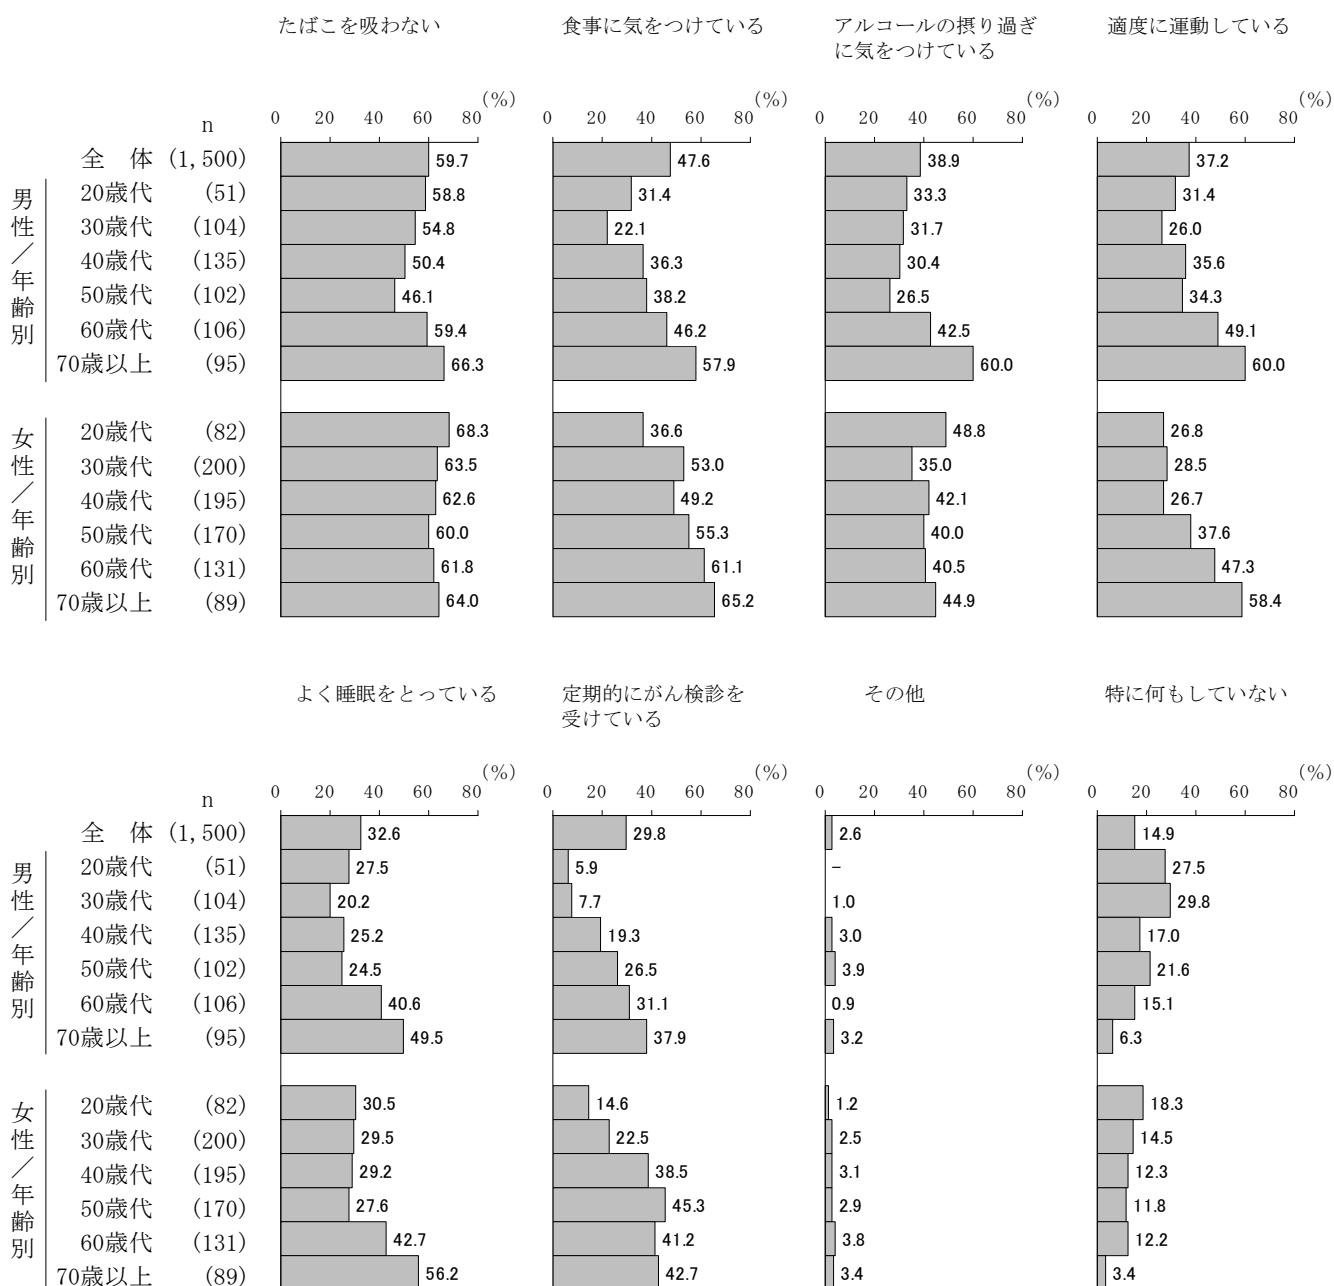 たばこを吸わない 食事に気をつけている アルコールの摂り過ぎ 適度に運動している
に気をつけている
(%) (%) (%) (%)
0 20 40 60 80 0 20 40 60 80 0 20 40 60 80 0 20 40 60 80
n
全 体 (1,500) 59.7 47.6 38.9 37.2
男性／年齢別
20歳代 (51) 58.8 31.4 33.3 31.4
30歳代 (104) 54.8 22.1 31.7 26.0
40歳代 (135) 50.4 36.3 30.4 35.6
50歳代 (102) 46.1 38.2 26.5 34.3
60歳代 (106) 59.4 46.2 42.5 49.1
70歳以上 (95) 66.3 57.9 60.0 60.0
女性／年齢別
20歳代 (82) 68.3 36.6 48.8 26.8
30歳代 (200) 63.5 53.0 35.0 28.5
40歳代 (195) 62.6 49.2 42.1 26.7
50歳代 (170) 60.0 55.3 40.0 37.6
60歳代 (131) 61.8 61.1 40.5 47.3
70歳以上 (89) 64.0 65.2 44.9 58.4
よく睡眠をとっている 定期的にがん検診を その他 特に何もしていない
受けている
(%) (%) (%) (%)
0 20 40 60 80 0 20 40 60 80 0 20 40 60 80 0 20 40 60 80
n
全 体 (1,500) 32.6 29.8 2.6 14.9
男性／年齢別
20歳代 (51) 27.5 5.9 － 27.5
30歳代 (104) 20.2 7.7 1.0 29.8
40歳代 (135) 25.2 19.3 3.0 17.0
50歳代 (102) 24.5 26.5 3.9 21.6
60歳代 (106) 40.6 31.1 0.9 15.1
70歳以上 (95) 49.5 37.9 3.2 6.3
女性／年齢別
20歳代 (82) 30.5 14.6 1.2 18.3
30歳代 (200) 29.5 22.5 2.5 14.5
40歳代 (195) 29.2 38.5 3.1 12.3
50歳代 (170) 27.6 45.3 2.9 11.8
60歳代 (131) 42.7 41.2 3.8 12.2
70歳以上 (89) 56.2 42.7 3.4 3.4